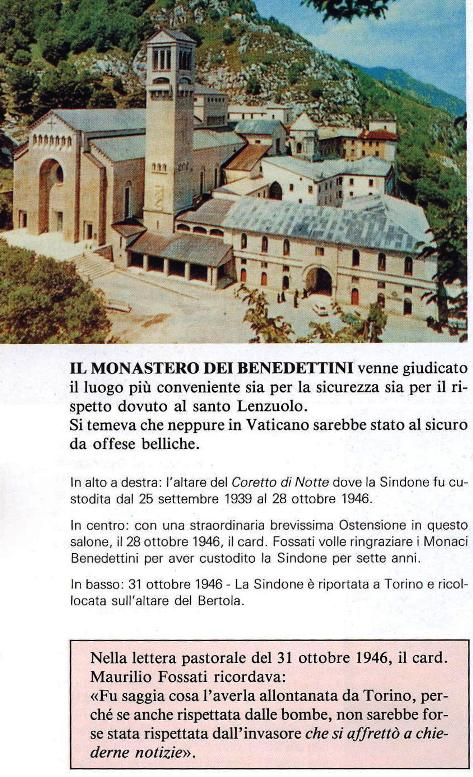 IL MONASTERO DEI BENEDETTINI venne giudicato
il luogo più conveniente sia per la sicurezza sia per il ri-
spetto dovuto al santo Lenzuolo.
Si temeva che neppure in Vaticano sarebbe stato al sicuro
da offese belliche.
In alto a destra: l'altare del Coretto di Notte dove la Sindone fu cu-
stodita dal 25 settembre 1939 al 28 ottobre 1946.
In centro: con una straordinaria brevissima Ostensione in questo
salone, il 28 ottobre 1946, il card. Fossati volle ringraziare i Monaci
Benedettini per aver custodito la Sindone per sette anni.
In basso: 31 ottobre 1946 - La Sindone è riportata a Torino e ricol-
locata sull'altare del Bertola.
Nella lettera pastorale del 31 ottobre 1946, il card.
Maurilio Fossati ricordava:
«Fu saggia cosa l'averla allontanata da Torino, per-
ché se anche rispettata dalle bombe, non sarebbe for-
se stata rispettata dall'invasore che si affrettò a chie-
derne notizie».